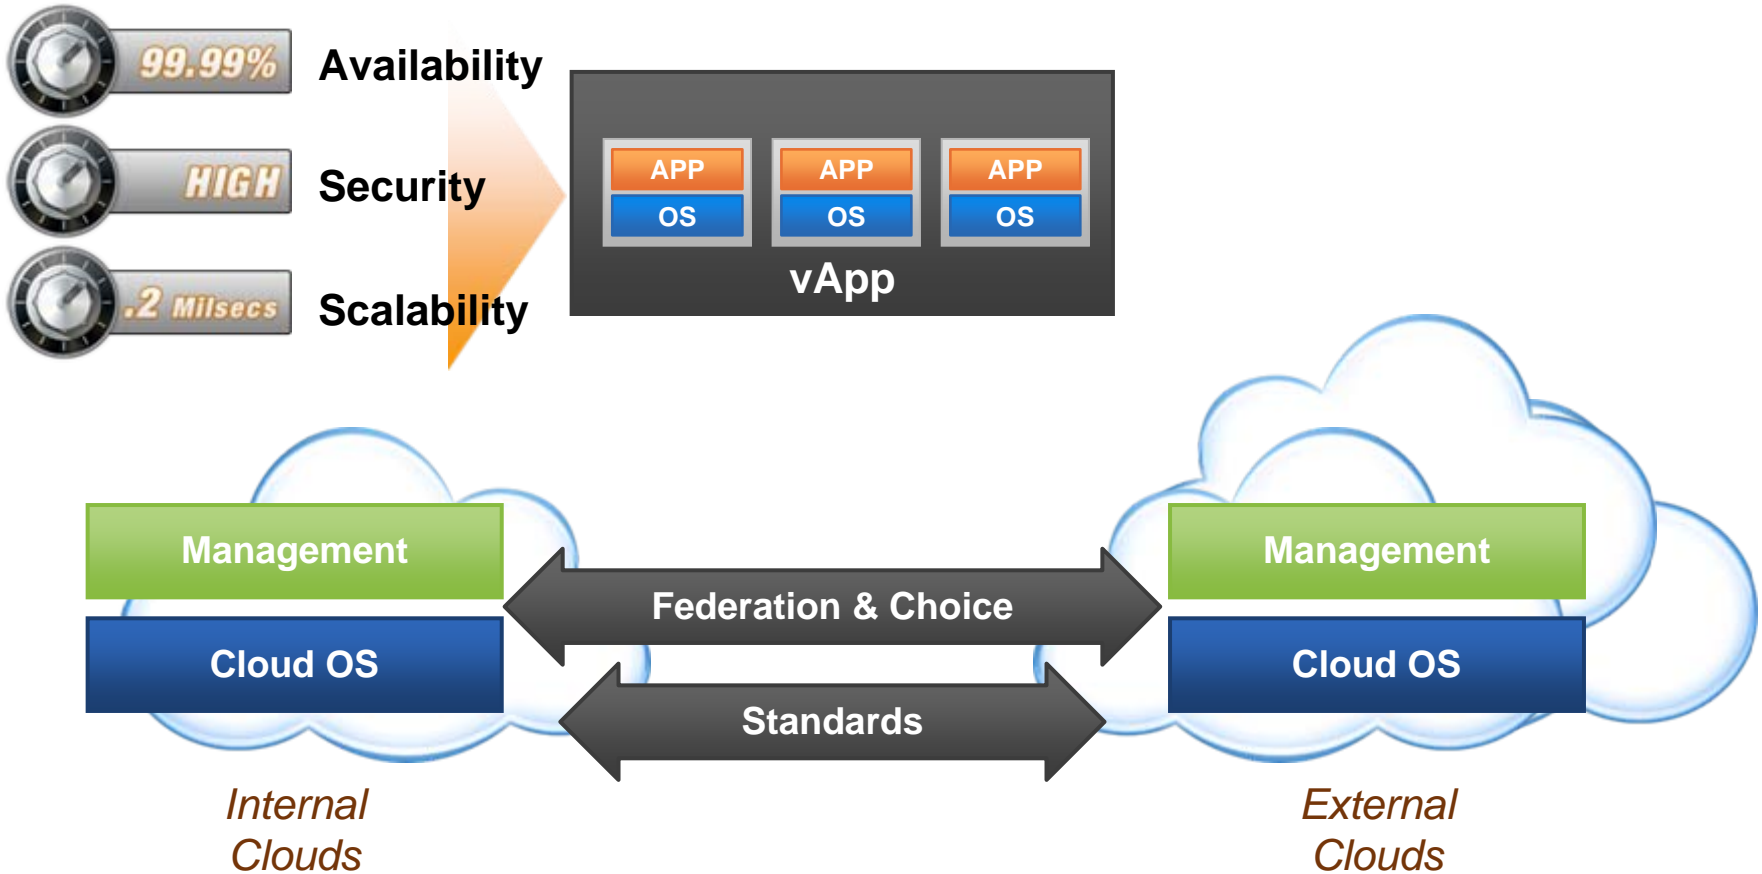 99.99% Availability
HIGH Security
.2 Milsecs Scalability
APP APP APP
OS OS OS
vApp
Management
Cloud OS
Federation & Choice
Standards
Management
Cloud OS
Internal
Clouds
External
Clouds